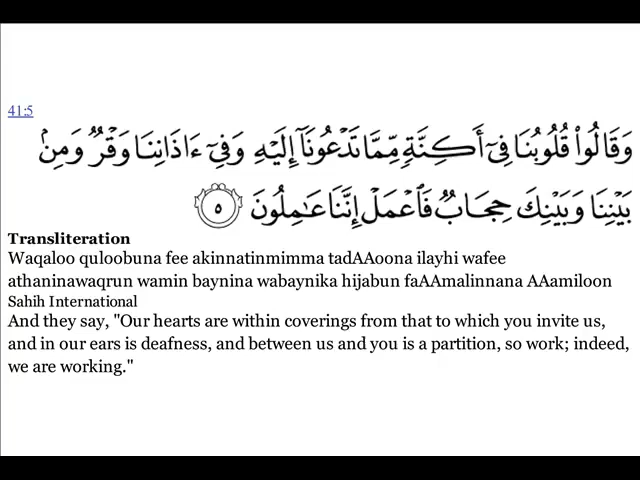 41:5
وَقَالُوا۟ قُلُوبُنَا فِىٓ أَكِنَّةٍۢ مِّمَّا تَدْعُونَآ إِلَيْهِ وَفِىٓ ءَاذَانِنَا وَقْرٌۭ وَمِنۢ
بَيْنِنَا وَبَيْنِكَ حِجَابٌۭ فَٱعْمَلْ إِنَّنَا عَـٰمِلُونَ ٥
Transliteration
Waqaloo quloobuna fee akinnatinmimma tadAAoona ilayhi wafee
athaninawaqrun wamin baynina wabaynika hijabun faAAmalinnana AAamiloon
Sahih International
And they say, "Our hearts are within coverings from that to which you invite us,
and in our ears is deafness, and between us and you is a partition, so work; indeed,
we are working."